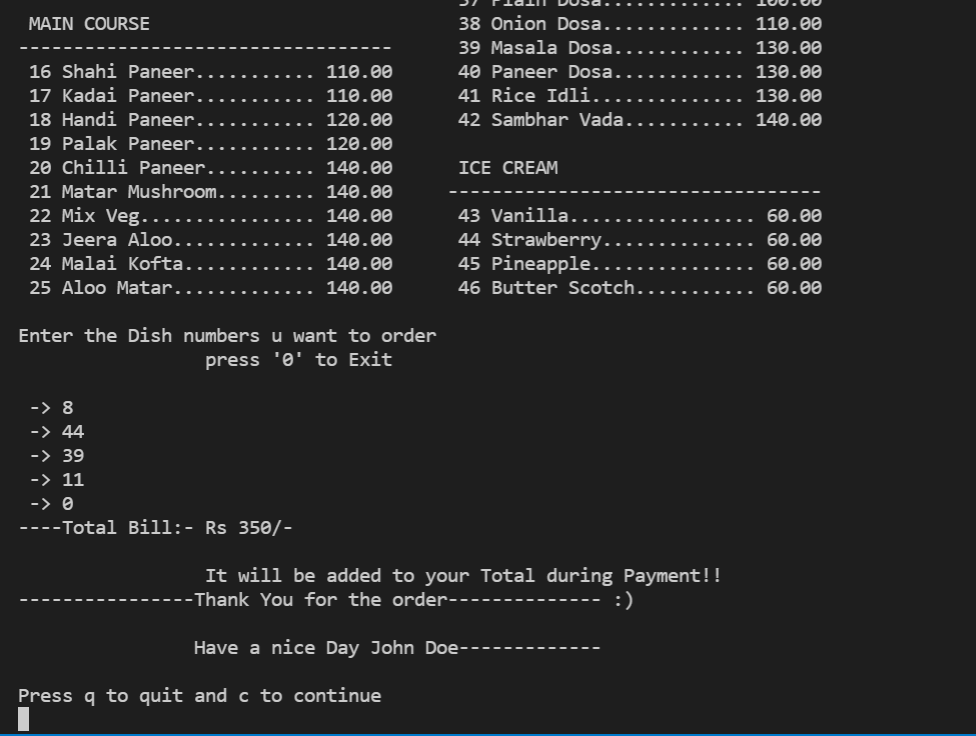 37 Plain Dosa.............. 100.00
MAIN COURSE
38 Onion Dosa............. 110.00
----------------------------------
39 Masala Dosa............ 130.00
16 Shahi Paneer........... 110.00
40 Paneer Dosa............ 130.00
17 Kadai Paneer........... 110.00
41 Rice Idli.............. 130.00
18 Handi Paneer........... 120.00
42 Sambhar Vada........... 140.00
19 Palak Paneer........... 120.00
20 Chilli Paneer.......... 140.00
ICE CREAM
21 Matar Mushroom......... 140.00
----------------------------------
22 Mix Veg................ 140.00
43 Vanilla................. 60.00
23 Jeera Aloo............. 140.00
44 Strawberry.............. 60.00
24 Malai Kofta............ 140.00
45 Pineapple............... 60.00
25 Aloo Matar............. 140.00
46 Butter Scotch........... 60.00
Enter the Dish numbers u want to order
press '0' to Exit
-> 8
-> 44
-> 39
-> 11
-> 0
----Total Bill:- Rs 350/-
It will be added to your Total during Payment!!
----------------Thank You for the order-------------- :)
Have a nice Day John Doe-------------
Press q to quit and c to continue